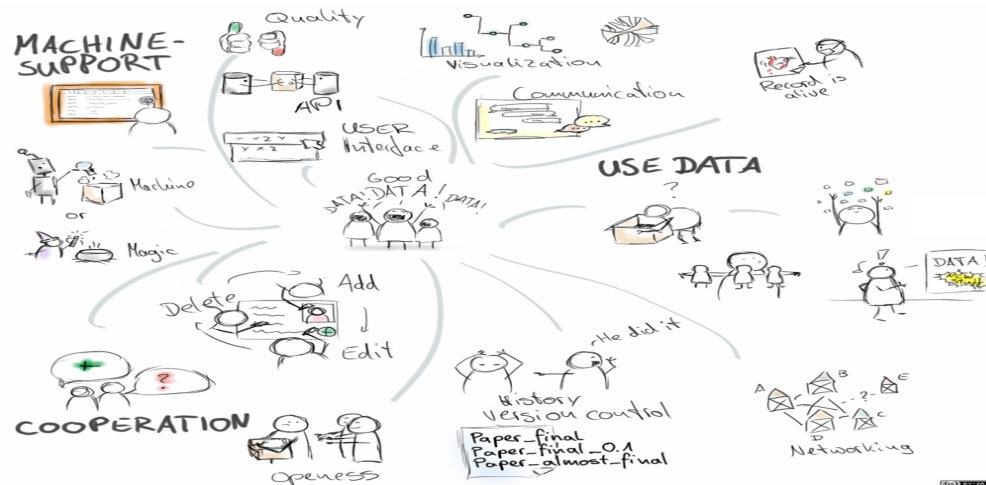 MACHINE-
SUPPORT
Quality
API
USER
Interface
Visualization
Communication
Record is
alive
Machine
or
Magic
Good
DATA! DATA! DATA!
USE DATA
?
!
DATA!
Delete
Add
Edit
+
?
COOPERATION
Openess
He did it
History
Version control
Paper_final
Paper_final_0.1
Paper_almost_final
A
B
E
?
C
D
Networking